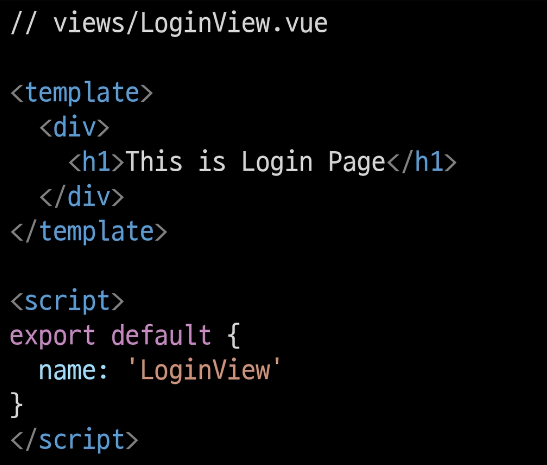 // views/LoginView.vue
<template>
<div>
<h1>This is Login Page</h1>
</div>
</template>
<script>
export default {
name: 'LoginView'
}
</script>